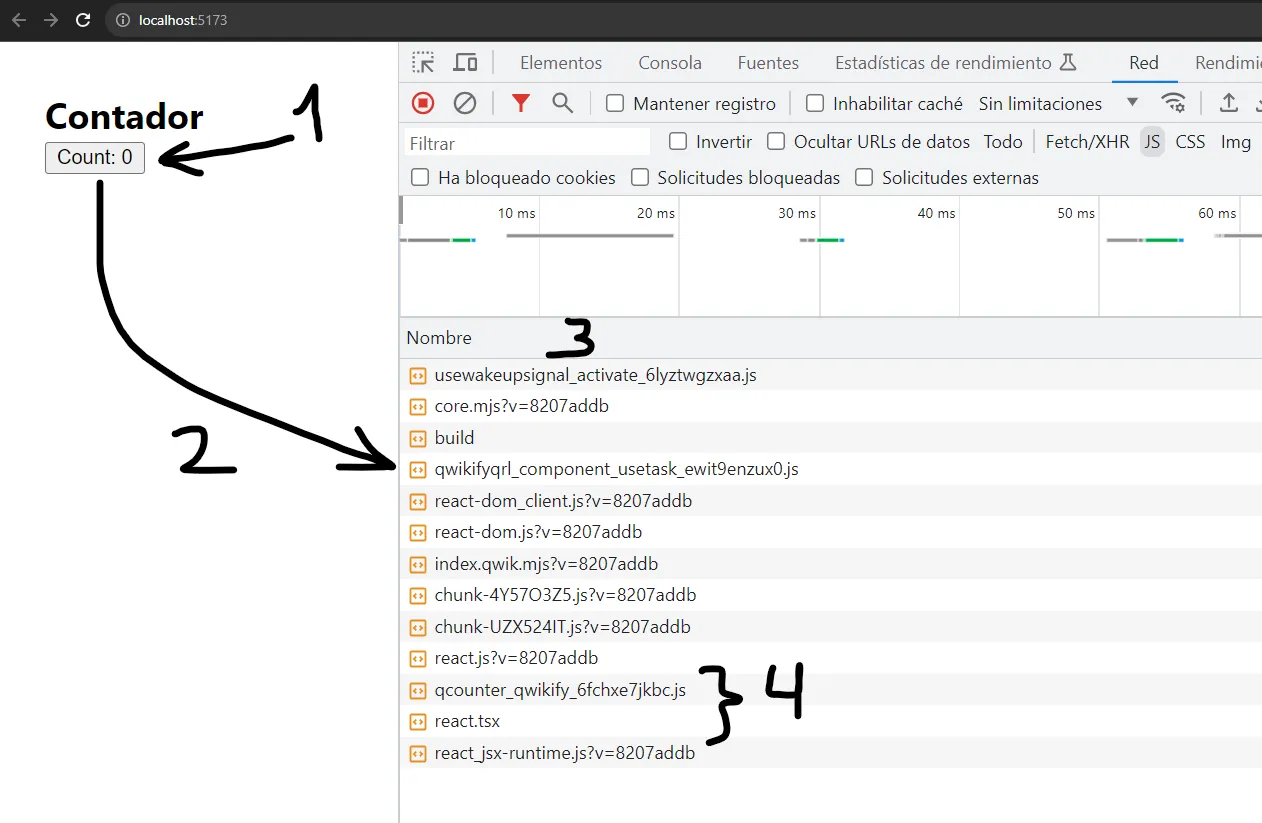 localhost:5173
Elementos Consola Fuentes Estadísticas de rendimiento Red Rendimi
Contador 1
Mantener registro Inhabilitar caché Sin limitaciones
Count: 0
Filtrar Invertir Ocultar URLs de datos Todo Fetch/XHR JS CSS Img
Ha bloqueado cookies Solicitudes bloqueadas Solicitudes externas
10 ms 20 ms 30 ms 40 ms 50 ms 60 ms
Nombre 3
usewakeupsignal_activate_6lyztwgzxaa.js
core.mjs?v=8207addb
build
2
qwikifyqrl_component_usetask_ewit9enzux0.js
react-dom_client.js?v=8207addb
react-dom.js?v=8207addb
index.qwik.mjs?v=8207addb
chunk-4Y57O3Z5.js?v=8207addb
chunk-UZX524IT.js?v=8207addb
react.js?v=8207addb
qcounter_qwikify_6fchxe7jkbc.js } 4
react.tsx
react_jsx-runtime.js?v=8207addb